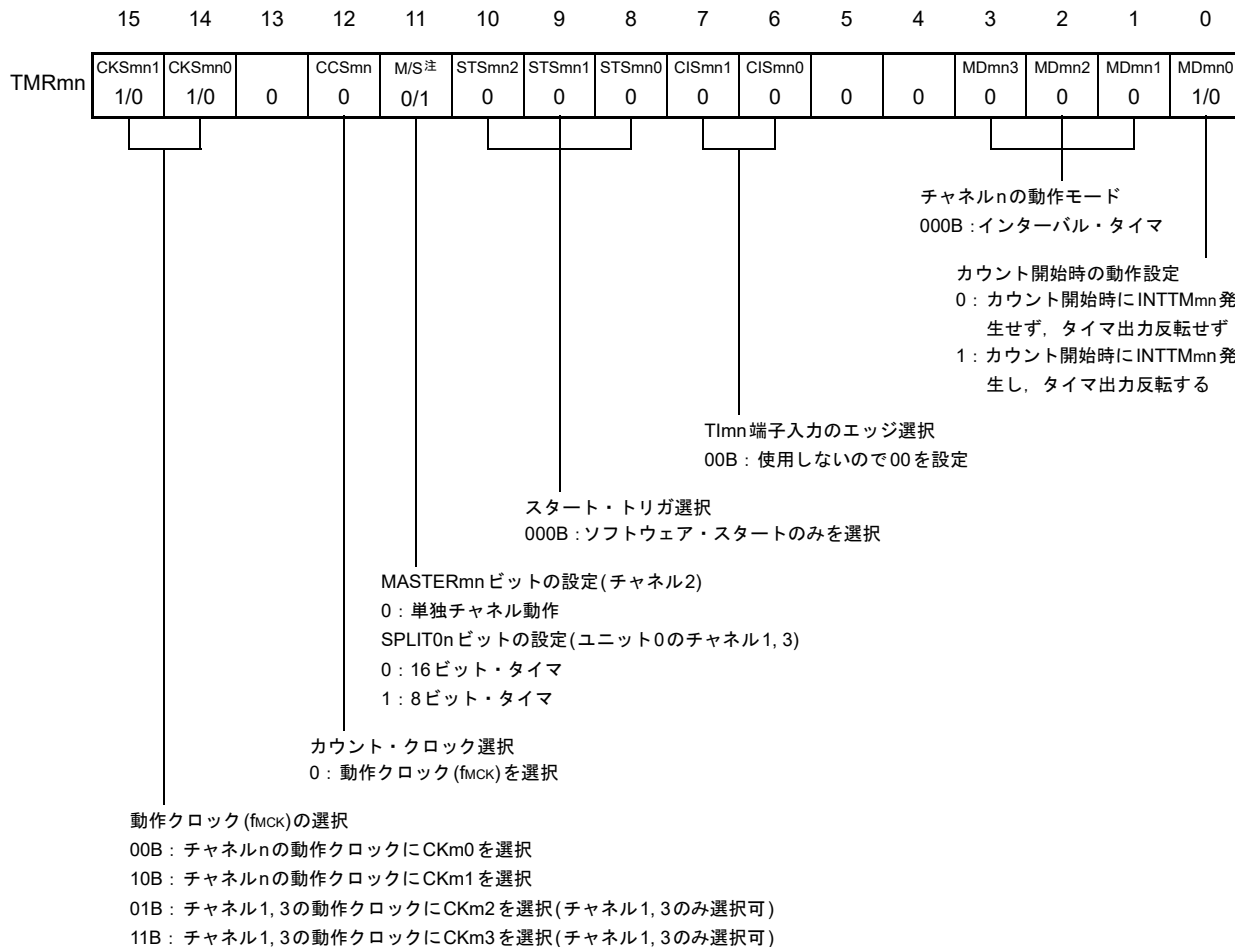 15 14 13 12 11 10 9 8 7 6 5 4 3 2 1 0
TMRmn CKSmn1 CKSmn0 CCSmn M/S注 STSmn2 STSmn1 STSmn0 CISmn1 CISmn0 MDmn3 MDmn2 MDmn1 MDmn0
1/0 1/0 0 0 0/1 0 0 0 0 0 0 0 0 0 0 1/0
チャネルnの動作モード
000B:インターバル・タイマ
カウント開始時の動作設定
0:カウント開始時にINTTMmn発
生せず,タイマ出力反転せず
1:カウント開始時にINTTMmn発
生し,タイマ出力反転する
TImn端子入力のエッジ選択
00B:使用しないので00を設定
スタート・トリガ選択
000B:ソフトウェア・スタートのみを選択
MASTERmnビットの設定(チャネル2)
0:単独チャネル動作
SPLIT0nビットの設定(ユニット0のチャネル1, 3)
0:16ビット・タイマ
1:8ビット・タイマ
カウント・クロック選択
0:動作クロック(fMCK)を選択
動作クロック(fMCK)の選択
00B:チャネルnの動作クロックにCKm0を選択
10B:チャネルnの動作クロックにCKm1を選択
01B:チャネル1, 3の動作クロックにCKm2を選択(チャネル1, 3のみ選択可)
11B:チャネル1, 3の動作クロックにCKm3を選択(チャネル1, 3のみ選択可)